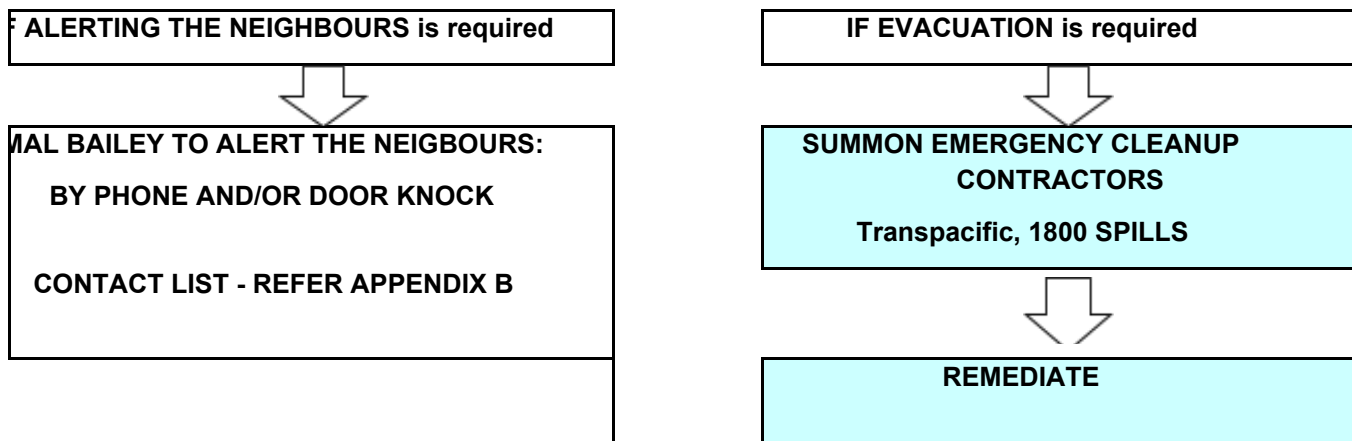 F ALERTING THE NEIGHBOURS is required
MAL BAILEY TO ALERT THE NEIGBOURS:
BY PHONE AND/OR DOOR KNOCK
CONTACT LIST - REFER APPENDIX B
IF EVACUATION is required
SUMMON EMERGENCY CLEANUP
CONTRACTORS
Transpacific, 1800 SPILLS
REMEDIATE